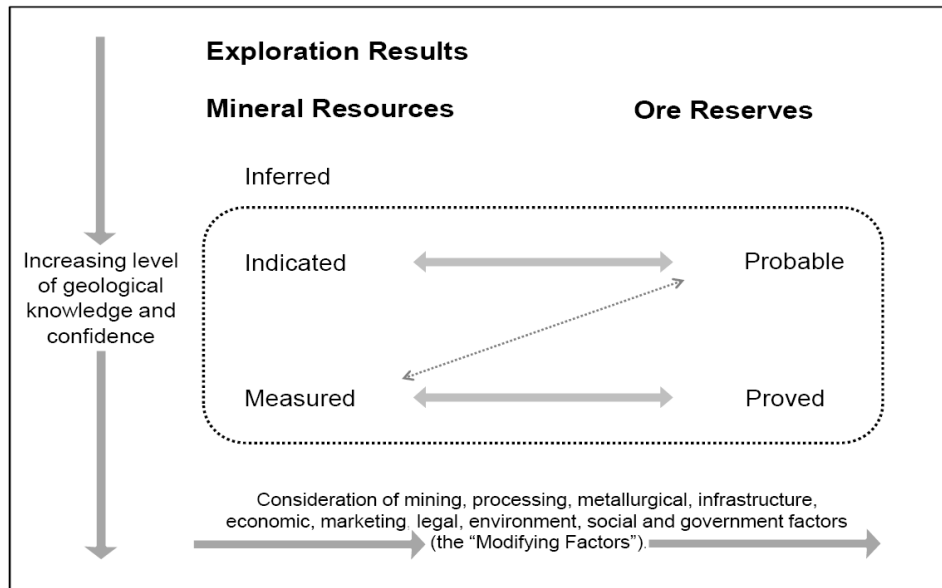 Exploration Results
Mineral Resources
Ore Reserves
Inferred
Indicated
Probable
Increasing level
of geological
knowledge and
confidence
Measured
Proved
Consideration of mining, processing, metallurgical, infrastructure,
economic, marketing, legal, environment, social and government factors
(the “Modifying Factors”).